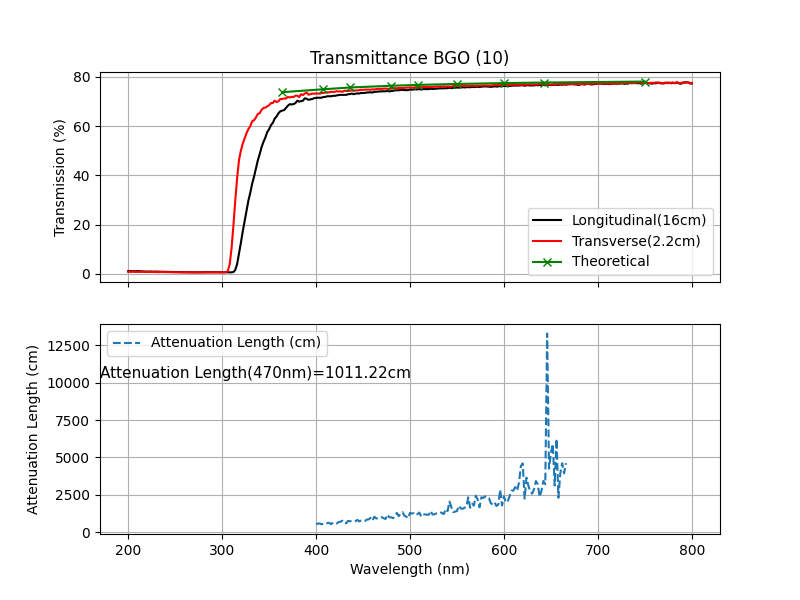 Transmittance BGO (10)
Transmission (%)
80
60
40
20
0
Longitudinal(16cm)
Transverse(2.2cm)
Theoretical
Attenuation Length (cm)
12500
10000
7500
5000
2500
0
Attenuation Length (cm)
Attenuation Length(470nm)=1011.22cm
200 300 400 500 600 700 800
Wavelength (nm)